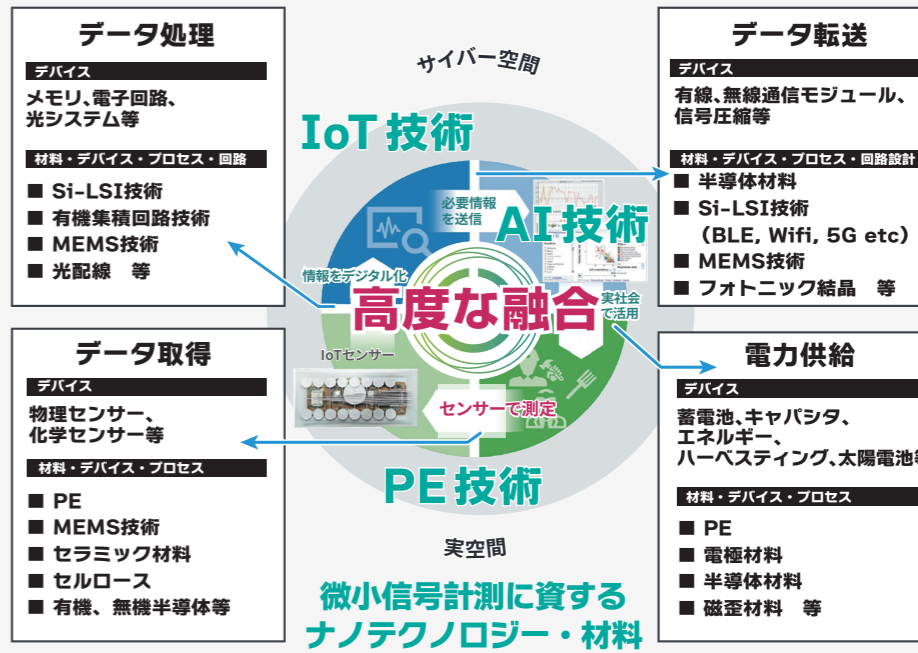 データ処理
デバイス
メモリ、電子回路、
光システム等
材料・デバイス・プロセス・回路
■ Si-LSI技術
■ 有機集積回路技術
■ MEMS技術
■ 光配線 等
データ取得
デバイス
物理センサー、
化学センサー等
材料・デバイス・プロセス
■ PE
■ MEMS技術
■ セラミック材料
■ セルロース
■ 有機、無機半導体等
サイバー空間
IoT技術
必要情報
を送信
AI技術
情報をデジタル化
高度な融合
実社会
で活用
IoTセンサー
センサーで測定
PE技術
実空間
微小信号計測に資する
ナノテクノロジー・材料
データ転送
デバイス
有線、無線通信モジュール、
信号圧縮等
材料・デバイス・プロセス・回路設計
■ 半導体材料
■ Si-LSI技術
（BLE, Wifi, 5G etc）
■ MEMS技術
■ フォトニック結晶 等
電力供給
デバイス
蓄電池、キャパシタ、
エネルギー、
ハーベスティング、太陽電池等
材料・デバイス・プロセス
■ PE
■ 電極材料
■ 半導体材料
■ 磁歪材料 等